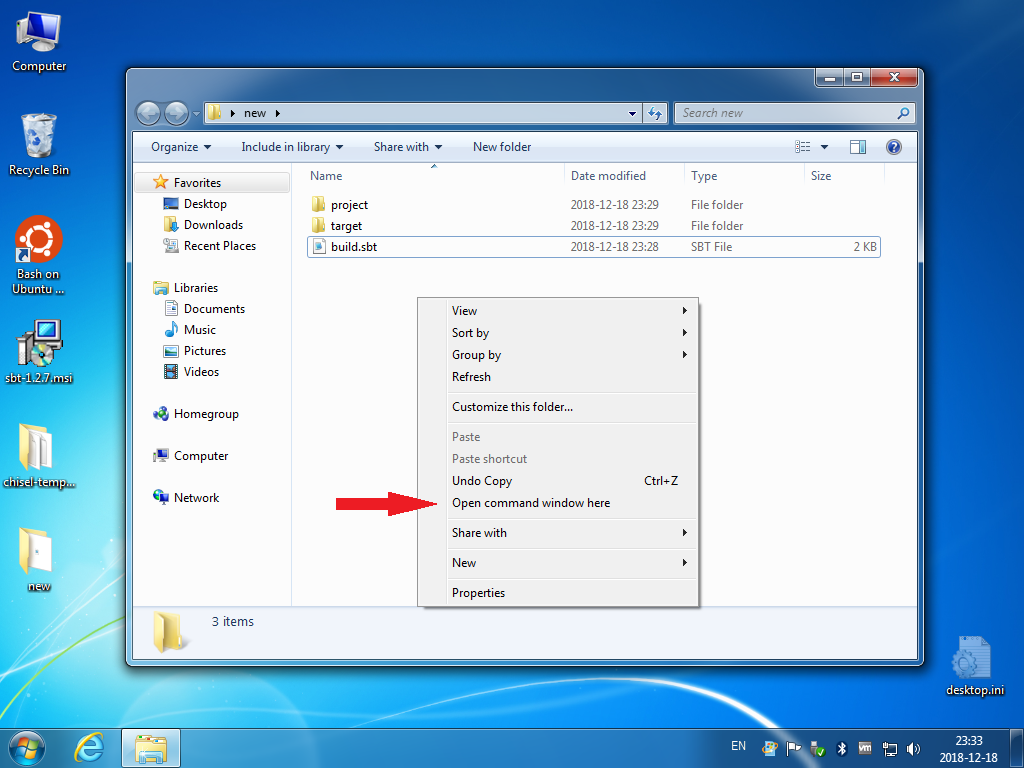 Computer
Recycle Bin
Bash on
Ubuntu ...
sbt-1.2.7.msi
chisel-temp...
new
new
Search new
Organize
Include in library
Share with
New folder
Favorites
Desktop
Downloads
Recent Places
Libraries
Documents
Music
Pictures
Videos
Homegroup
Computer
Network
Name Date modified Type Size
project 2018-12-18 23:29 File folder
target 2018-12-18 23:29 File folder
build.sbt 2018-12-18 23:28 SBT File 2 KB
View
Sort by
Group by
Refresh
Customize this folder...
Paste
Paste shortcut
Undo Copy Ctrl+Z
Open command window here
Share with
New
Properties
3 items
desktop.ini
EN
vm
23:33
2018-12-18